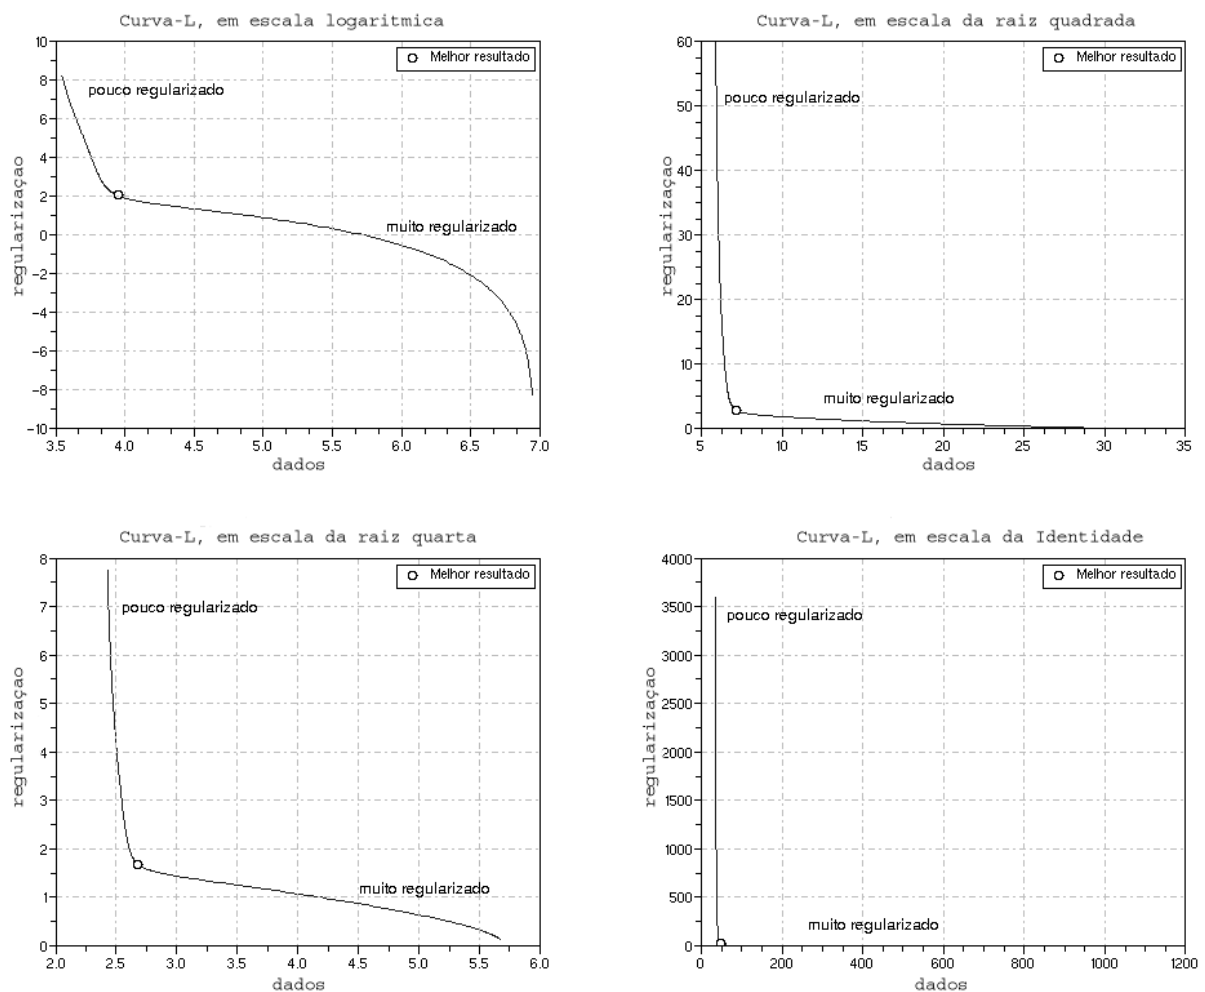 Curva-L, em escala logaritmica
Melhor resultado
pouco regularizado
muito regularizado
regularizaçao
10
8
6
4
2
0
−2
−4
−6
−8
−10
3.5 4.0 4.5 5.0 5.5 6.0 6.5 7.0
dados
Curva-L, em escala da raiz quadrada
Melhor resultado
pouco regularizado
muito regularizado
regularizaçao
60
50
40
30
20
10
0
5 10 15 20 25 30 35
dados
Curva-L, em escala da raiz quarta
Melhor resultado
pouco regularizado
muito regularizado
regularizaçao
8
7
6
5
4
3
2
1
0
2.0 2.5 3.0 3.5 4.0 4.5 5.0 5.5 6.0
dados
Curva-L, em escala da Identidade
Melhor resultado
pouco regularizado
muito regularizado
regularizaçao
4000
3500
3000
2500
2000
1500
1000
500
0
0 200 400 600 800 1000 1200
dados